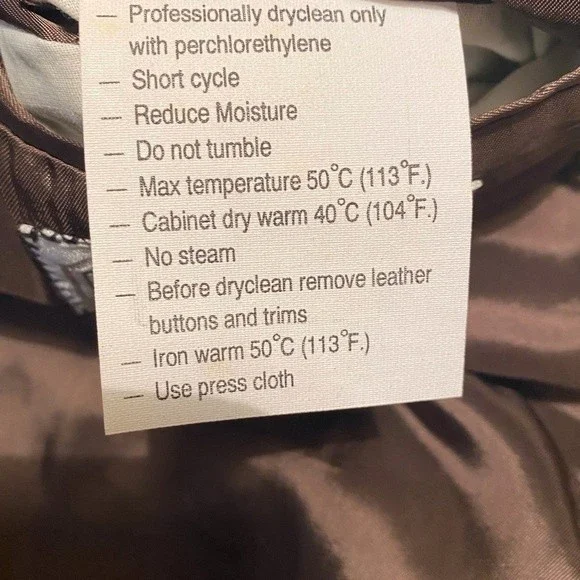 — Professionally dryclean only
with perchlorethylene
— Short cycle
— Reduce Moisture
— Do not tumble
— Max temperature 50°C (113°F.)
— Cabinet dry warm 40°C (104°F.)
— No steam
— Before dryclean remove leather
buttons and trims
— Iron warm 50°C (113°F.)
— Use press cloth